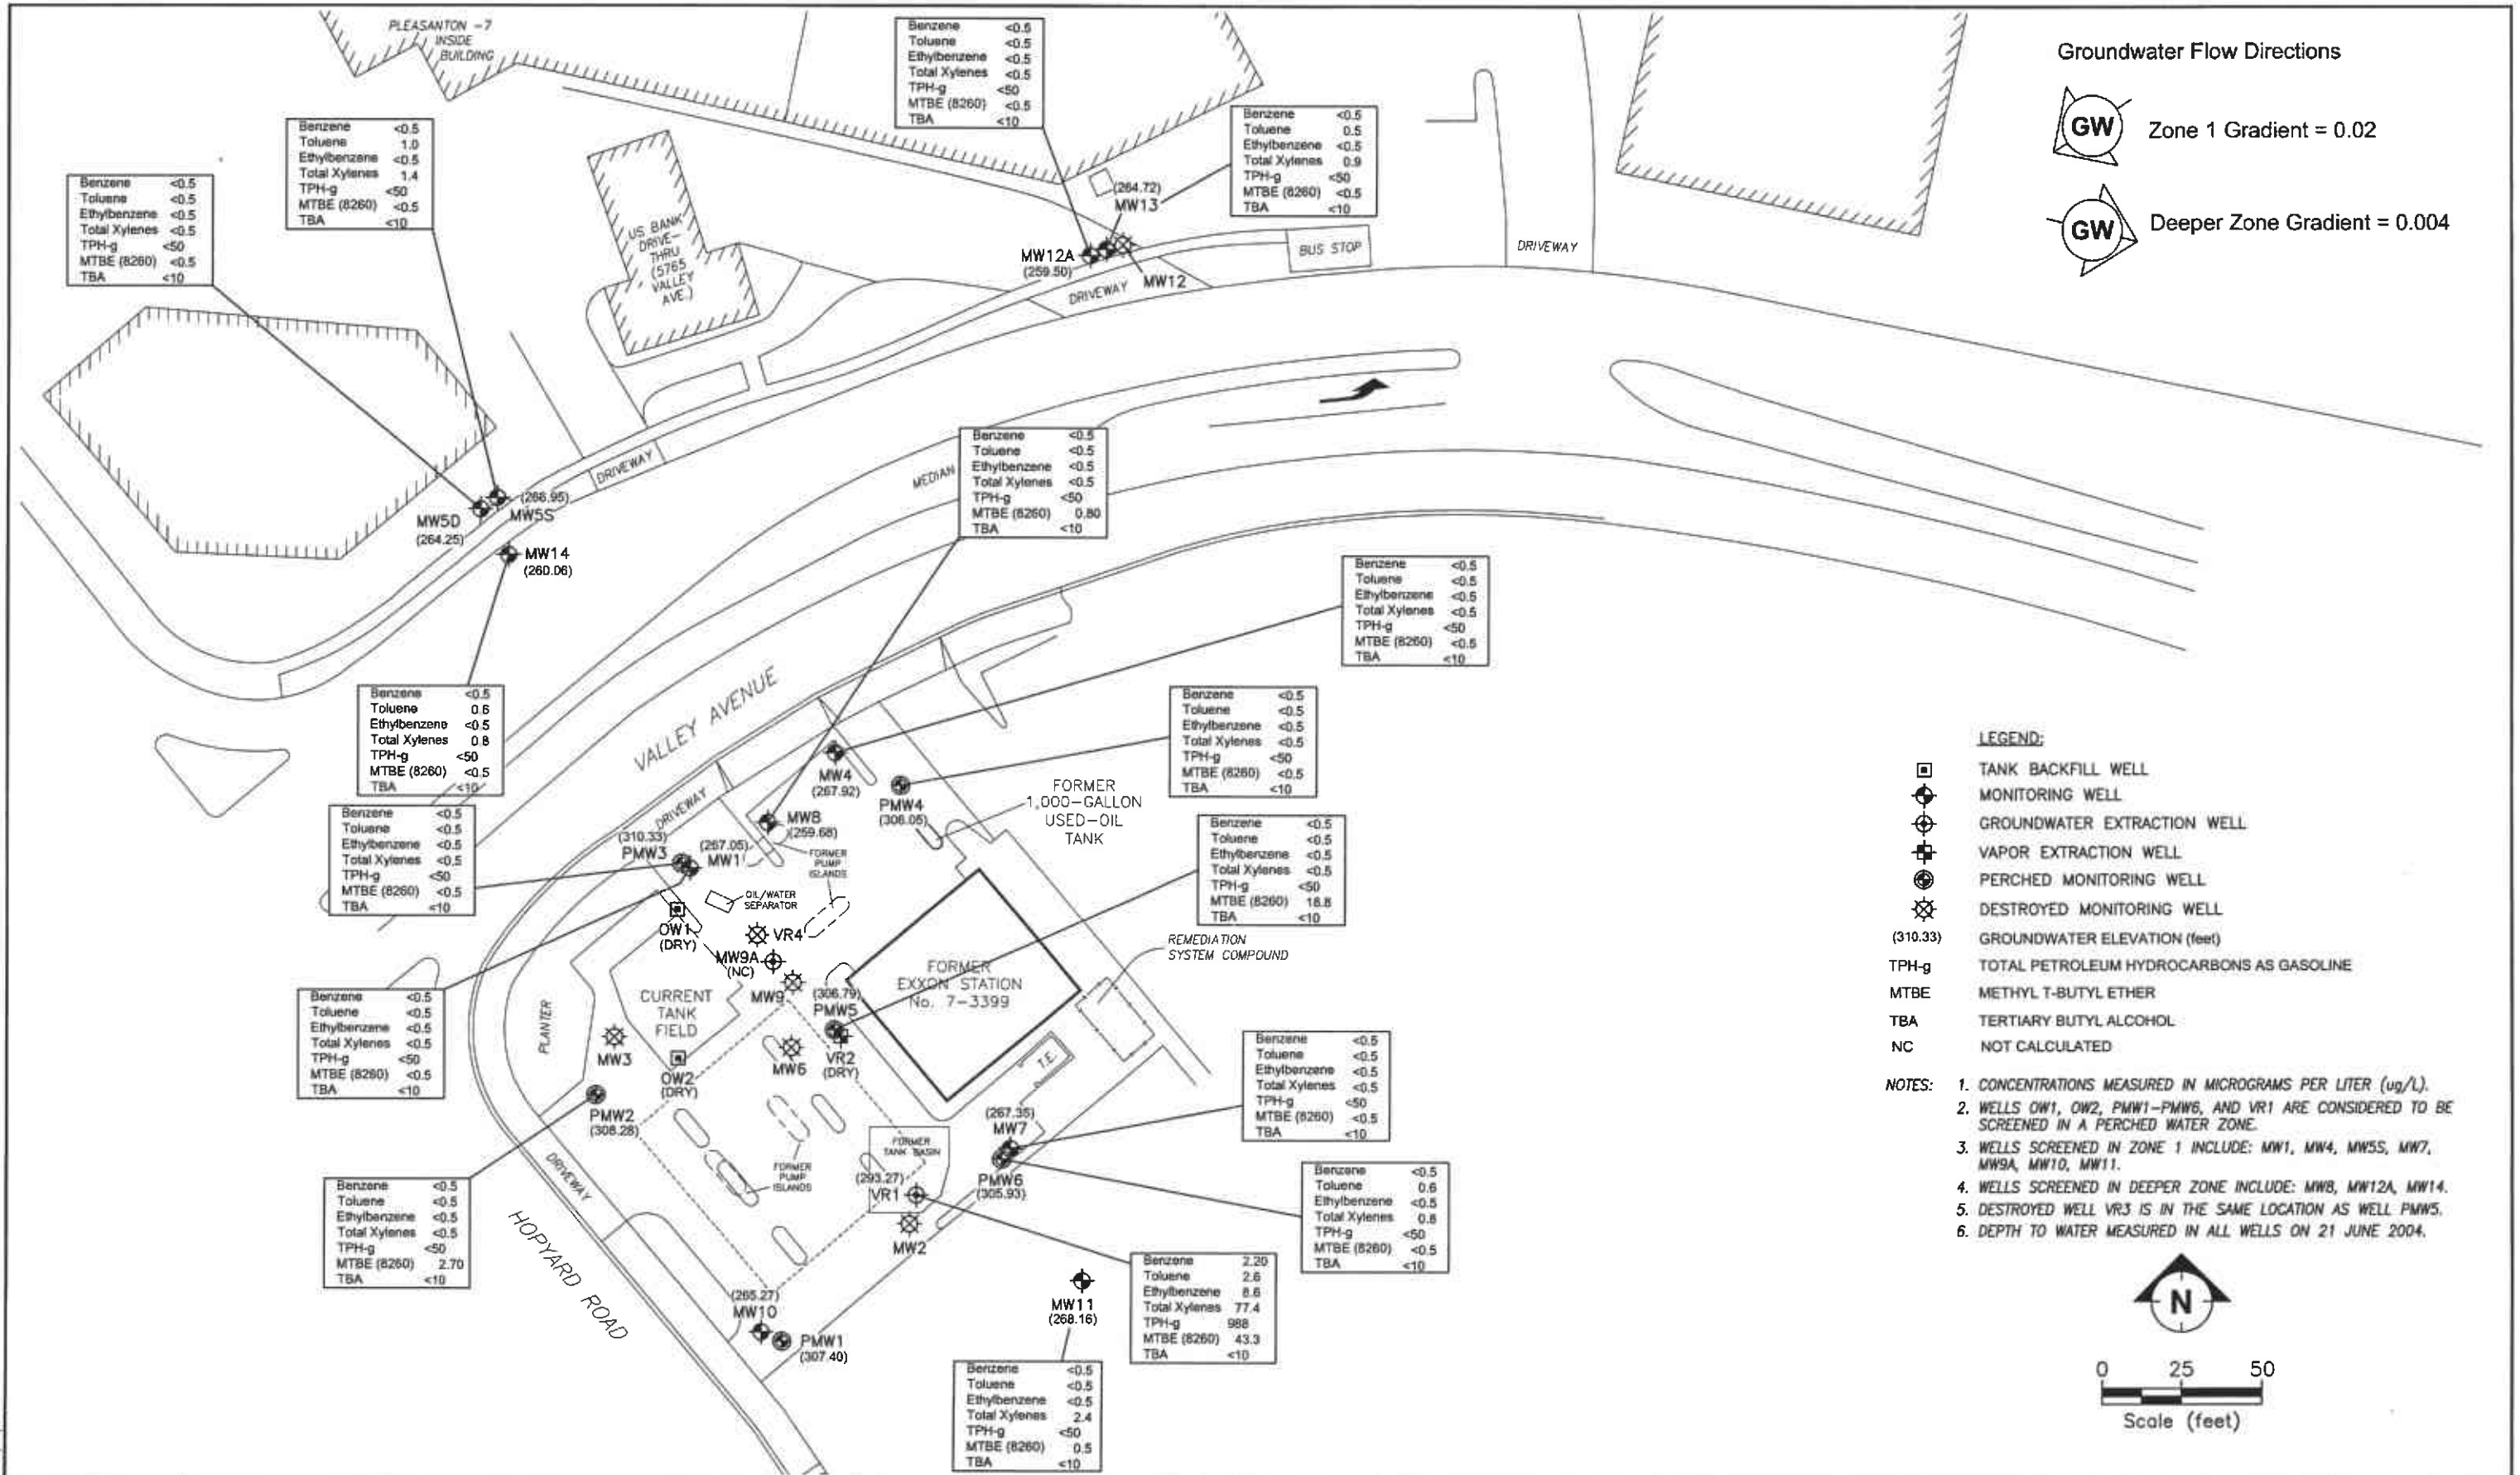 PLEASANTON -7
INSIDE
BUILDING
Benzene <0.5
Toluene <0.5
Ethylbenzene <0.5
Total Xylenes <0.5
TPH-g <50
MTBE (8260) <0.5
TBA <10
Groundwater Flow Directions
GW
Zone 1 Gradient = 0.02
GW
Deeper Zone Gradient = 0.004
Benzene <0.5
Toluene 0.5
Ethylbenzene <0.5
Total Xylenes 0.9
TPH-g <50
MTBE (8260) <0.5
TBA <10
Benzene <0.5
Toluene 1.0
Ethylbenzene <0.5
Total Xylenes 1.4
TPH-g <50
MTBE (8260) <0.5
TBA <10
Benzene <0.5
Toluene <0.5
Ethylbenzene <0.5
Total Xylenes <0.5
TPH-g <50
MTBE (8260) <0.5
TBA <10
US BANK
DRIVE-
THRU
(5765
VALLEY
AVE.)
(264.72)
MW13
MW12A
(259.50)
MW12
DRIVEWAY
BUS STOP
DRIVEWAY
DRIVEWAY
MEDIAN
Benzene <0.5
Toluene <0.5
Ethylbenzene <0.5
Total Xylenes <0.5
TPH-g <50
MTBE (8260) 0.80
TBA <10
MW5D
(264.25)
(266.95)
MW5S
MW14
(260.06)
Benzene <0.5
Toluene <0.5
Ethylbenzene <0.5
Total Xylenes <0.5
TPH-g <50
MTBE (8260) <0.5
TBA <10
Benzene <0.5
Toluene 0.6
Ethylbenzene <0.5
Total Xylenes 0.8
TPH-g <50
MTBE (8260) <0.5
TBA <10
VALLEY AVENUE
Benzene <0.5
Toluene <0.5
Ethylbenzene <0.5
Total Xylenes <0.5
TPH-g <50
MTBE (8260) <0.5
TBA <10
MW4
(267.92)
PMW4
(306.05)
FORMER
1,000-GALLON
USED-OIL
TANK
DRIVEWAY
MW8
(259.68)
Benzene <0.5
Toluene <0.5
Ethylbenzene <0.5
Total Xylenes <0.5
TPH-g <50
MTBE (8260) <0.5
TBA <10
(310.33)
PMW3
(267.05)
MW1
FORMER
PUMP
ISLANDS
Benzene <0.5
Toluene <0.5
Ethylbenzene <0.5
Total Xylenes <0.5
TPH-g <50
MTBE (8260) 18.8
TBA <10
OIL/WATER
SEPARATOR
OW1
(DRY)
VR4
MW9A
(NC)
MW9
REMEDIATION
SYSTEM COMPOUND
FORMER
EXXON STATION
No. 7-3399
(306.79)
PMW5
VR2
(DRY)
CURRENT
TANK
FIELD
PLANTER
Benzene <0.5
Toluene <0.5
Ethylbenzene <0.5
Total Xylenes <0.5
TPH-g <50
MTBE (8260) <0.5
TBA <10
MW3
OW2
(DRY)
MW6
T.E.
PMW2
(308.28)
Benzene <0.5
Toluene <0.5
Ethylbenzene <0.5
Total Xylenes <0.5
TPH-g <50
MTBE (8260) <0.5
TBA <10
(267.35)
MW7
PMW6
(305.93)
FORMER
TANK BASIN
(293.27)
VR1
MW2
FORMER
PUMP
ISLANDS
DRIVEWAY
HOPYARD ROAD
Benzene <0.5
Toluene <0.5
Ethylbenzene <0.5
Total Xylenes <0.5
TPH-g <50
MTBE (8260) 2.70
TBA <10
Benzene <0.5
Toluene 0.6
Ethylbenzene <0.5
Total Xylenes 0.8
TPH-g <50
MTBE (8260) <0.5
TBA <10
Benzene 2.20
Toluene 2.6
Ethylbenzene 8.6
Total Xylenes 77.4
TPH-g 988
MTBE (8260) 43.3
TBA <10
(265.27)
MW10
PMW1
(307.40)
MW11
(268.16)
Benzene <0.5
Toluene <0.5
Ethylbenzene <0.5
Total Xylenes 2.4
TPH-g <50
MTBE (8260) 0.5
TBA <10
LEGEND:
TANK BACKFILL WELL
MONITORING WELL
GROUNDWATER EXTRACTION WELL
VAPOR EXTRACTION WELL
PERCHED MONITORING WELL
DESTROYED MONITORING WELL
(310.33) GROUNDWATER ELEVATION (feet)
TPH-g TOTAL PETROLEUM HYDROCARBONS AS GASOLINE
MTBE METHYL T-BUTYL ETHER
TBA TERTIARY BUTYL ALCOHOL
NC NOT CALCULATED
NOTES: 1. CONCENTRATIONS MEASURED IN MICROGRAMS PER LITER (ug/L).
2. WELLS OW1, OW2, PMW1-PMW6, AND VR1 ARE CONSIDERED TO BE
SCREENED IN A PERCHED WATER ZONE.
3. WELLS SCREENED IN ZONE 1 INCLUDE: MW1, MW4, MW5S, MW7,
MW9A, MW10, MW11.
4. WELLS SCREENED IN DEEPER ZONE INCLUDE: MW8, MW12A, MW14.
5. DESTROYED WELL VR3 IS IN THE SAME LOCATION AS WELL PMW5.
6. DEPTH TO WATER MEASURED IN ALL WELLS ON 21 JUNE 2004.
N
0 25 50
Scale (feet)